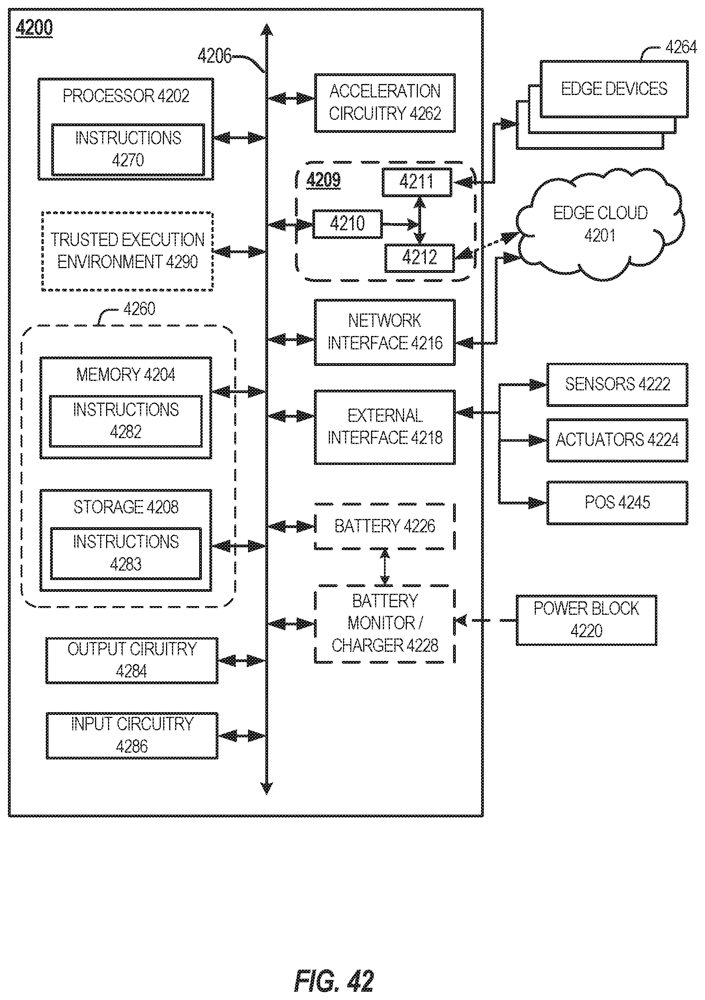 4200
4206
PROCESSOR 4202
INSTRUCTIONS
4270
TRUSTED EXECUTION
ENVIRONMENT 4290
4260
MEMORY 4204
INSTRUCTIONS
4282
STORAGE 4208
INSTRUCTIONS
4283
OUTPUT CIRUITRY
4284
INPUT CIRCUITRY
4286
ACCELERATION
CIRCUITRY 4262
4209
4211
4210
4212
NETWORK
INTERFACE 4216
EXTERNAL
INTERFACE 4218
BATTERY 4226
BATTERY
MONITOR /
CHARGER 4228
4264
EDGE DEVICES
EDGE CLOUD
4201
SENSORS 4222
ACTUATORS 4224
POS 4245
POWER BLOCK
4220
FIG. 42